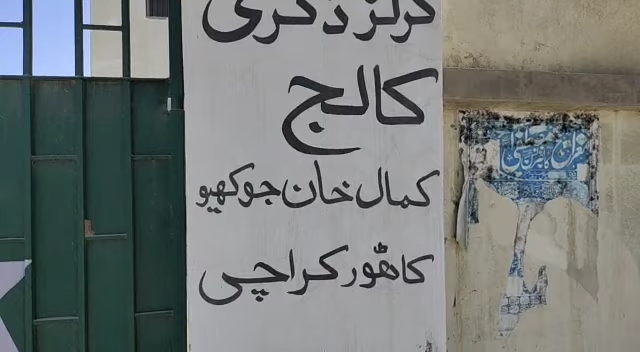 گرلز ڈگری
کالج
کمال خان جوکھیو
کاٹھور کراچی